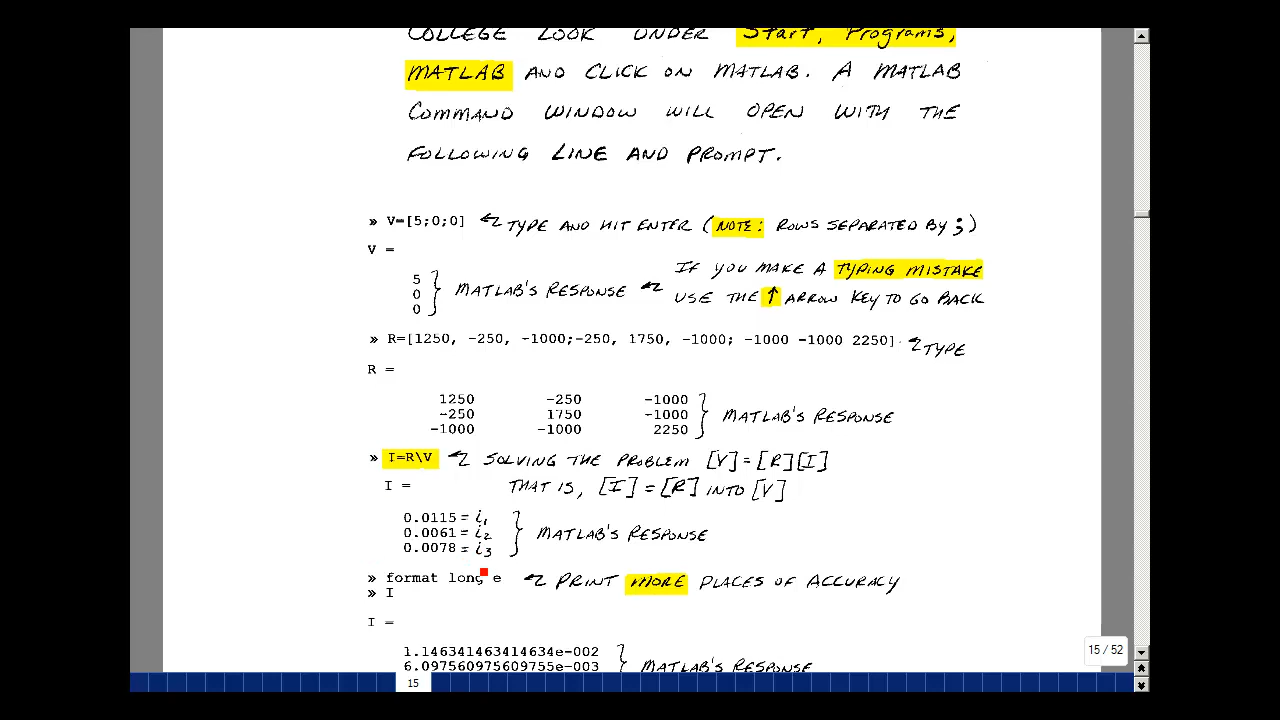 COLLEGE LOOK UNDER Start, Programs,
MATLAB AND CLICK ON MATLAB. A MATLAB
COMMAND WINDOW WILL OPEN WITH THE
FOLLOWING LINE AND PROMPT.
» V=[5;0;0] TYPE AND HIT ENTER (NOTE: ROWS SEPARATED BY ;)
V =
5
0
0
MATLAB'S RESPONSE
IF YOU MAKE A TYPING MISTAKE
USE THE ↑ ARROW KEY TO GO BACK
» R=[1250, -250, -1000;-250, 1750, -1000; -1000 -1000 2250] TYPE
R =
1250 -250 -1000
-250 1750 -1000
-1000 -1000 2250
MATLAB'S RESPONSE
» I=R\V SOLVING THE PROBLEM [V]=[R][I]
I = THAT IS, [I]=[R] INTO [V]
0.0115 = i1
0.0061 = i2
0.0078 = i3
MATLAB'S RESPONSE
» format long e PRINT MORE PLACES OF ACCURACY
» I
I =
1.146341463414634e-002
6.097560975609755e-003
MATLAB'S RESPONSE
15 / 52
15